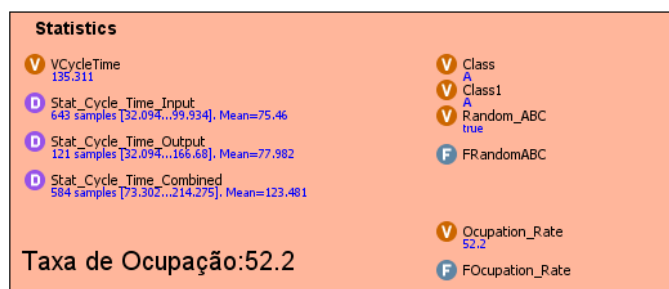 Statistics
V VCycleTime
135.311
D Stat_Cycle_Time_Input
643 samples [32.094...99.934]. Mean=75.46
D Stat_Cycle_Time_Output
121 samples [32.094...166.68]. Mean=77.982
D Stat_Cycle_Time_Combined
584 samples [73.302...214.275]. Mean=123.481
Taxa de Ocupação:52.2
V Class
A
V Class1
A
V Random_ABC
true
F FRandomABC
V Ocupation_Rate
52.2
F FOcupation_Rate